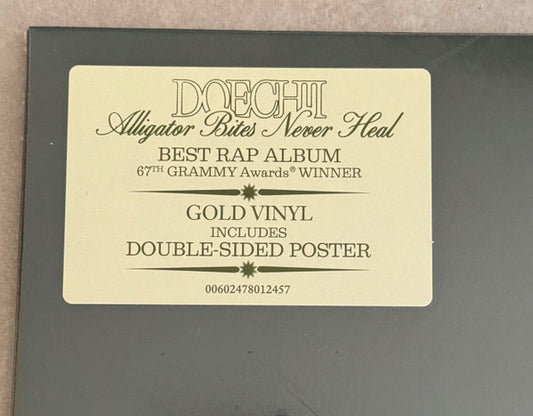 DOECHII
Alligator Bites Never Heal
BEST RAP ALBUM
67TH GRAMMY Awards® WINNER
GOLD VINYL
INCLUDES
DOUBLE-SIDED POSTER
00602478012457